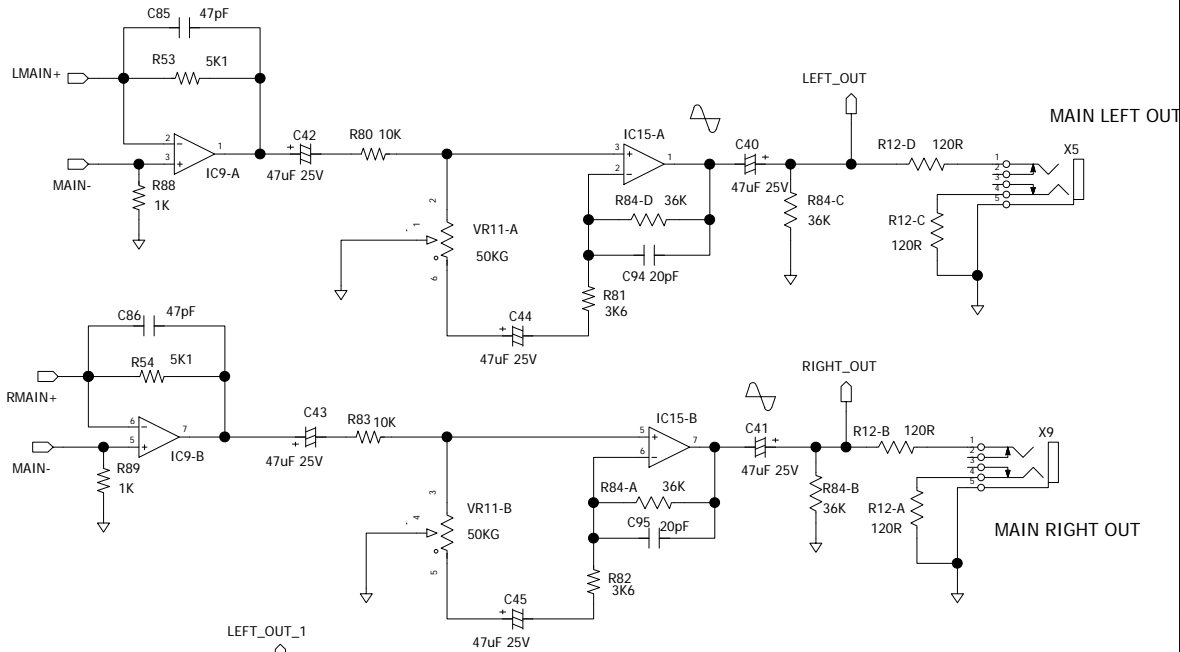 C85 47pF
R53 5K1
LMAIN+
2
3
1
IC9-A
MAIN-
R88
1K
C42
+
47uF 25V
R80 10K
2
1
6
VR11-A
50KG
IC15-A
3
2
1
R84-D 36K
C94 20pF
R81
3K6
C44
+
47uF 25V
C40
+
47uF 25V
R84-C
36K
LEFT_OUT
R12-D 120R
MAIN LEFT OUT
X5
1
2
3
4
5
R12-C
120R
C86 47pF
R54 5K1
RMAIN+
6
5
7
IC9-B
MAIN-
R89
1K
C43
+
47uF 25V
R83 10K
3
4
5
VR11-B
50KG
IC15-B
5
6
7
R84-A 36K
C95 20pF
R82
3K6
C45
+
47uF 25V
C41
+
47uF 25V
R84-B
36K
RIGHT_OUT
R12-B 120R
X9
1
2
3
4
5
R12-A
120R
MAIN RIGHT OUT
LEFT_OUT_1